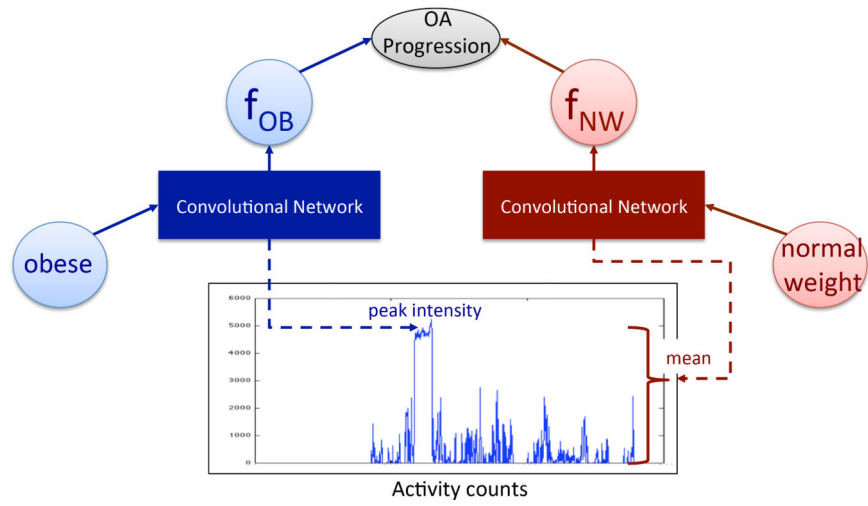 OA
Progression
f_OB
f_NW
Convolutional Network
Convolutional Network
obese
normal
weight
6000
peak intensity
5000
4000
mean
3000
2000
1000
0
Activity counts